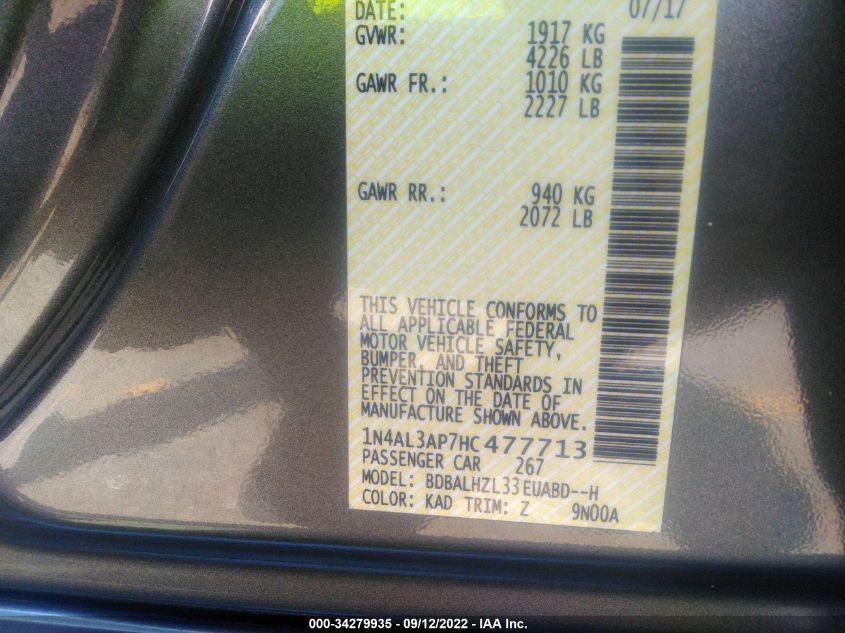 DATE: 07/17
GVWR: 1917 KG
4226 LB
GAWR FR.: 1010 KG
2227 LB
GAWR RR.: 940 KG
2072 LB
THIS VEHICLE CONFORMS TO
ALL APPLICABLE FEDERAL
MOTOR VEHICLE SAFETY,
BUMPER, AND THEFT
PREVENTION STANDARDS IN
EFFECT ON THE DATE OF
MANUFACTURE SHOWN ABOVE.
1N4AL3AP7HC477713
PASSENGER CAR 267
MODEL: BDBALHZL33EUABD--H
COLOR: KAD TRIM: Z 9N00A
000-34279935 - 09/12/2022 - IAA Inc.